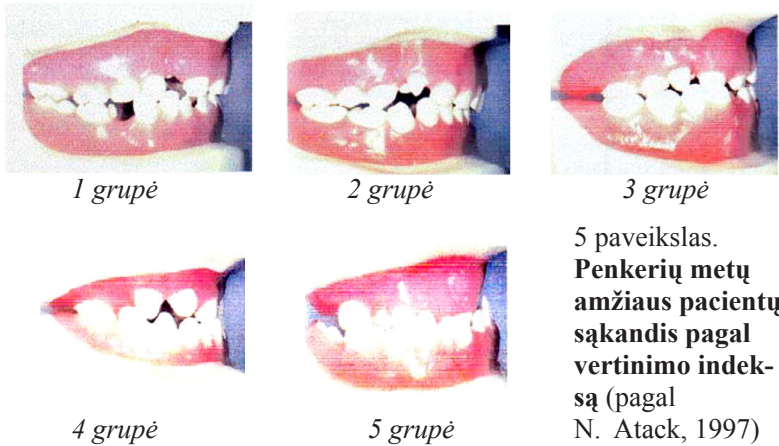 1 grupė
2 grupė
3 grupė
4 grupė
5 grupė
5 paveikslas.
Penkerių metų
amžiaus pacientų
sąkandis pagal
vertinimo indek-
są (pagal
N. Atack, 1997)